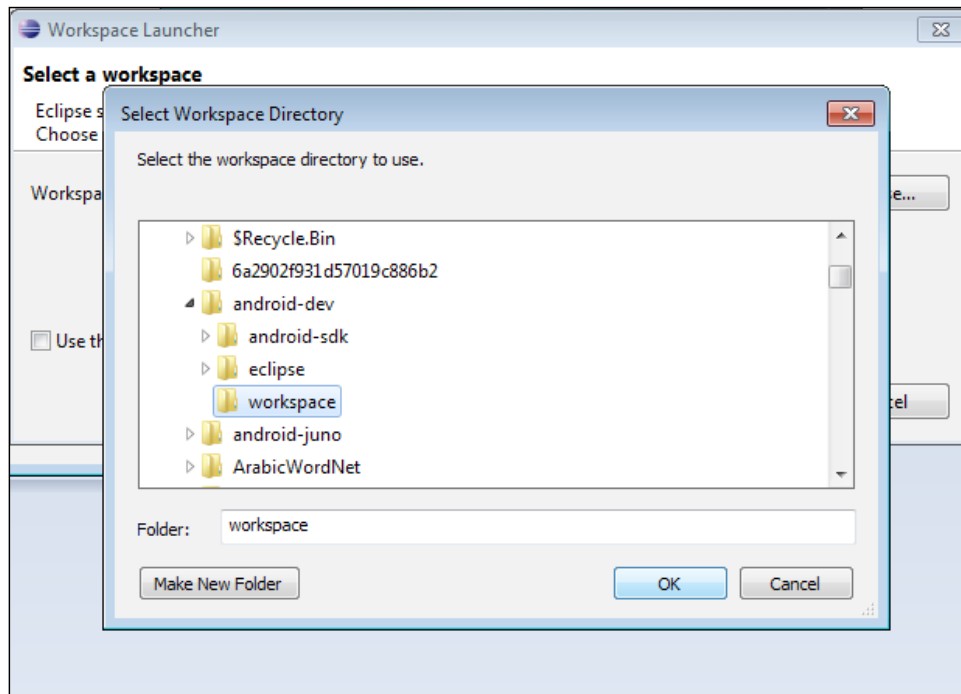 Workspace Launcher
Select a workspace
Eclipse s
Choose
Select Workspace Directory
Select the workspace directory to use.
Workspa
e...
$Recycle.Bin
6a2902f931d57019c886b2
android-dev
android-sdk
eclipse
workspace
android-juno
ArabicWordNet
Use th
cel
Folder: workspace
Make New Folder OK Cancel